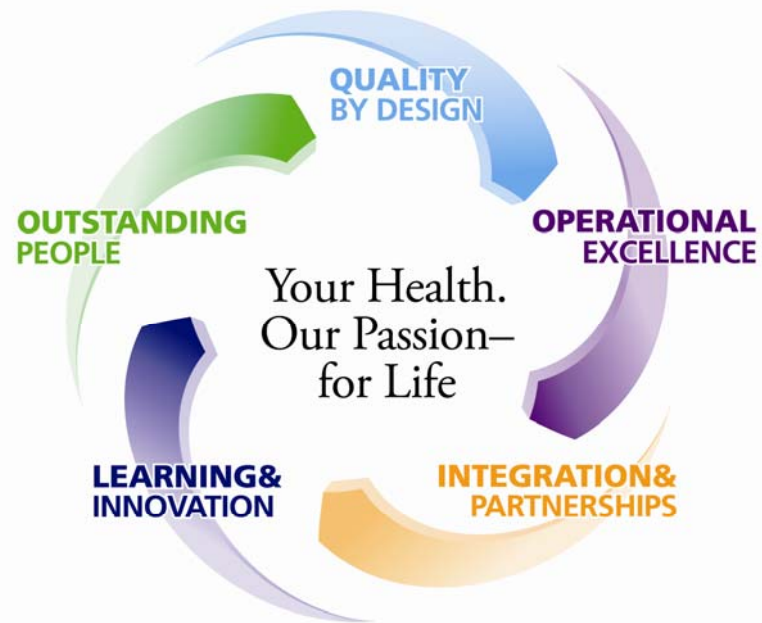 QUALITY
BY DESIGN
OUTSTANDING
PEOPLE
OPERATIONAL
EXCELLENCE
Your Health.
Our Passion–
for Life
LEARNING&
INNOVATION
INTEGRATION&
PARTNERSHIPS